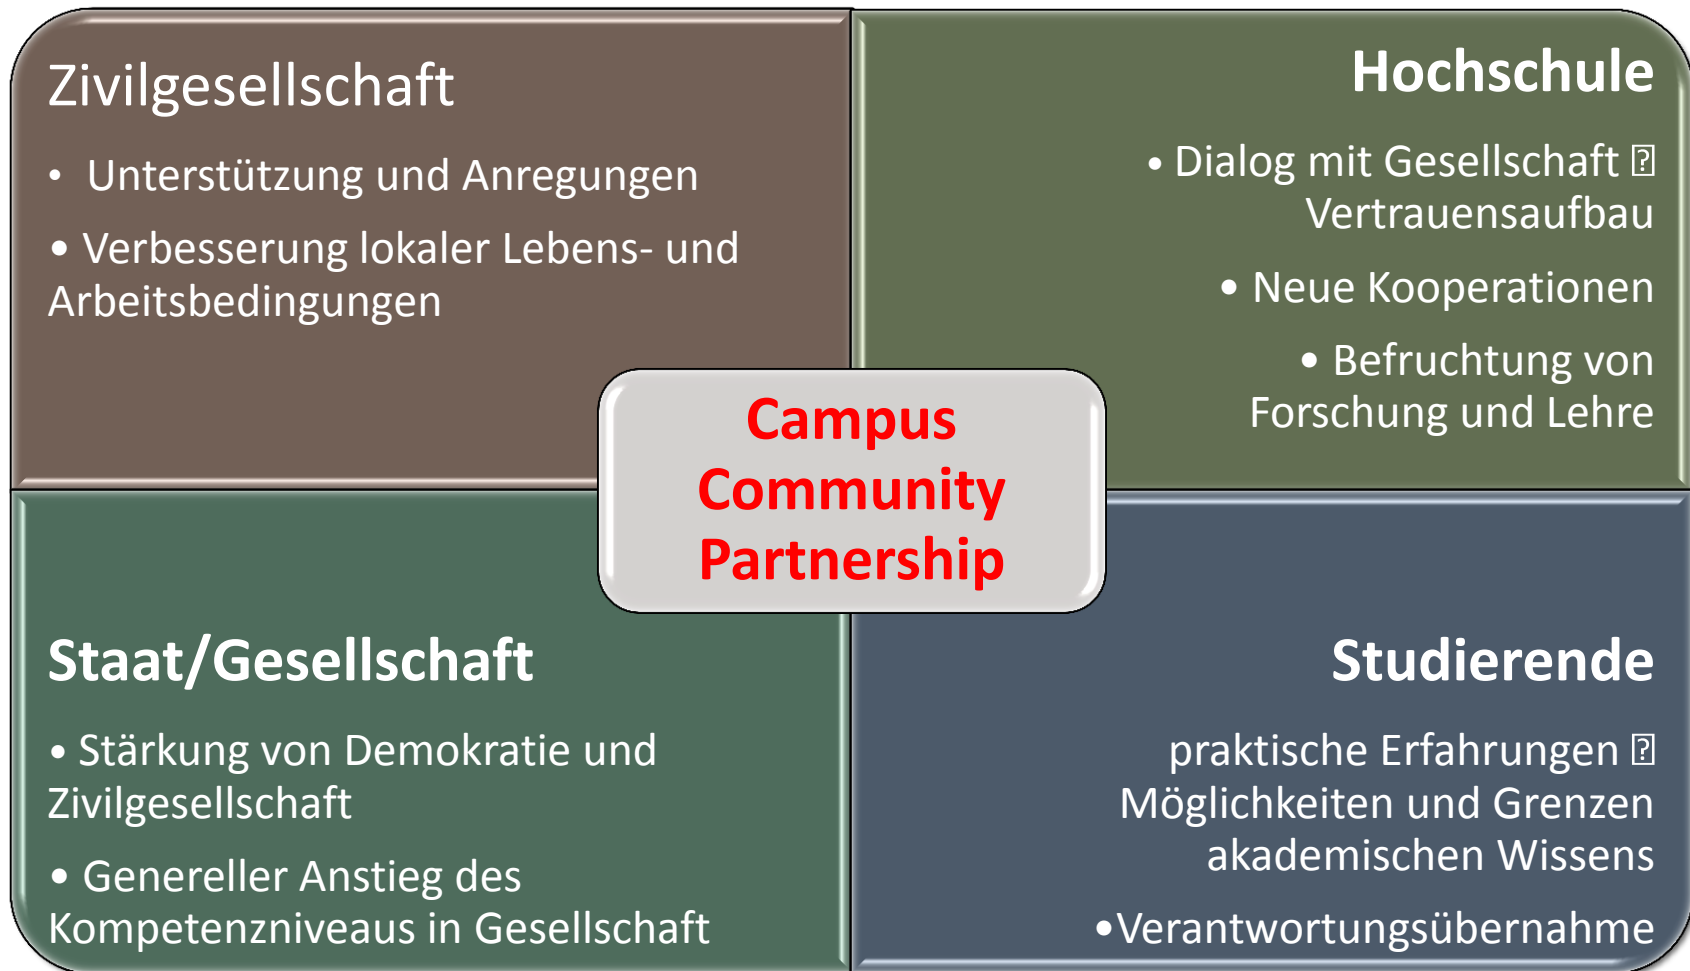 Zivilgesellschaft
• Unterstützung und Anregungen
• Verbesserung lokaler Lebens- und
Arbeitsbedingungen
Hochschule
• Dialog mit Gesellschaft 
Vertrauensaufbau
• Neue Kooperationen
• Befruchtung von
Forschung und Lehre
Campus
Community
Partnership
Staat/Gesellschaft
• Stärkung von Demokratie und
Zivilgesellschaft
• Genereller Anstieg des
Kompetenzniveaus in Gesellschaft
Studierende
praktische Erfahrungen 
Möglichkeiten und Grenzen
akademischen Wissens
•Verantwortungsübernahme